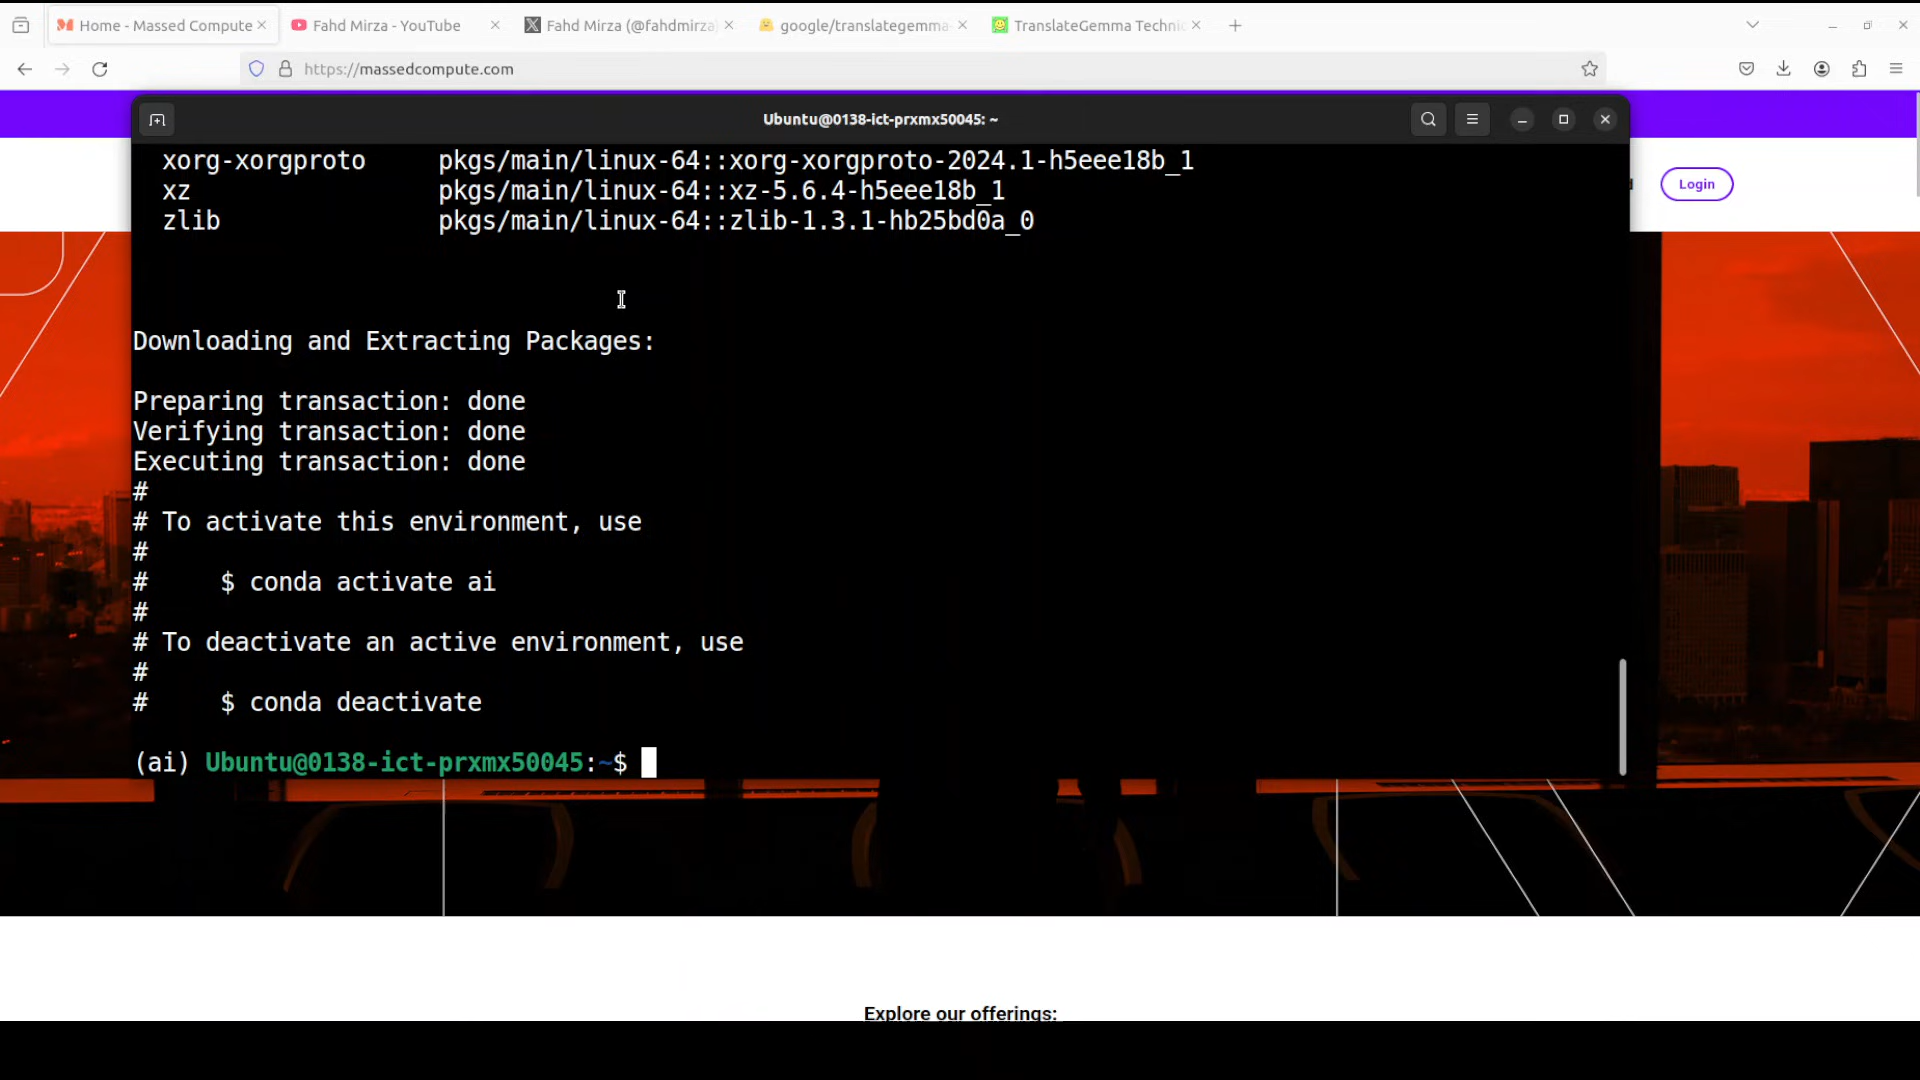 Home - Massed Compute
Fahd Mirza - YouTube
Fahd Mirza (@fahdmirza)
google/translategemma-
TranslateGemma Technic
https://massedcompute.com
Ubuntu@0138-ict-prxmx50045: ~
Login
xorg-xorgproto pkgs/main/linux-64::xorg-xorgproto-2024.1-h5eee18b_1
xz pkgs/main/linux-64::xz-5.6.4-h5eee18b_1
zlib pkgs/main/linux-64::zlib-1.3.1-hb25bd0a_0
Downloading and Extracting Packages:
Preparing transaction: done
Verifying transaction: done
Executing transaction: done
#
# To activate this environment, use
#
# $ conda activate ai
#
# To deactivate an active environment, use
#
# $ conda deactivate
(ai) Ubuntu@0138-ict-prxmx50045:~$
Explore our offerings: